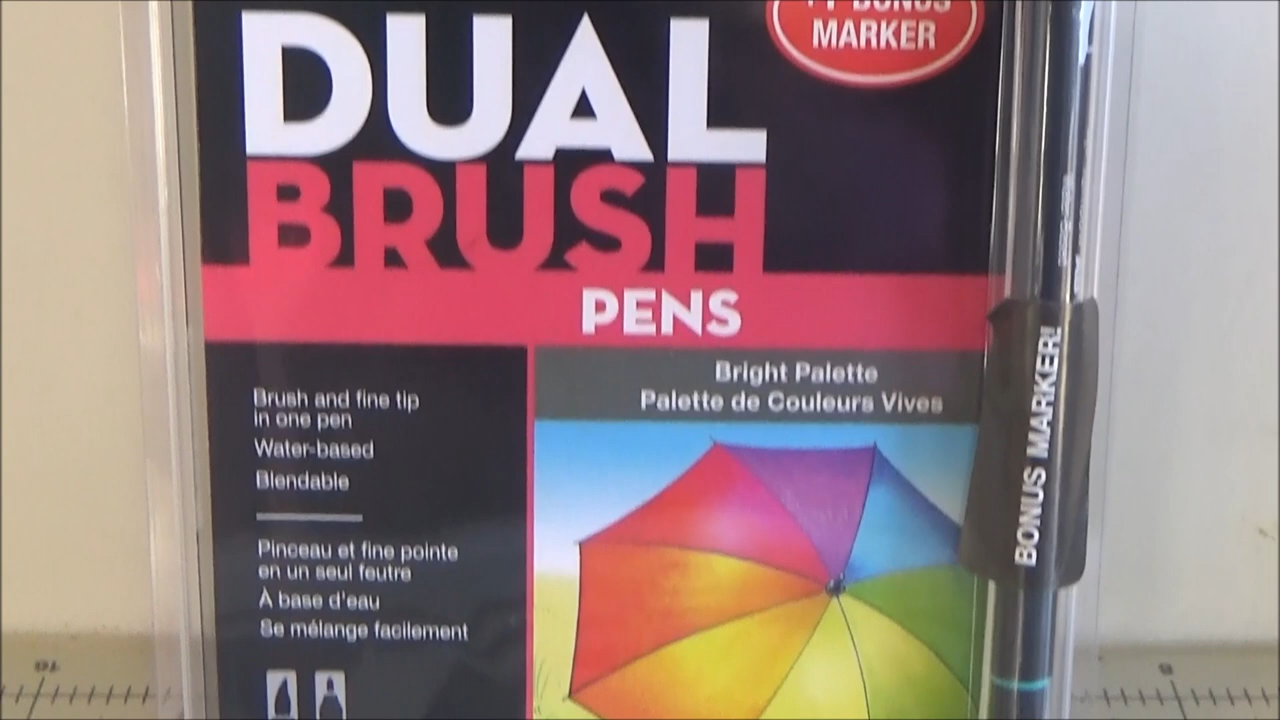 BONUS
MARKER
DUAL
BRUSH
PENS
Bright Palette
Palette de Couleurs Vives
Brush and fine tip
in one pen
Water-based
Blendable
Pinceau et fine pointe
en un seul feutre
À base d'eau
Se mélange facilement
BONUS MARKER!